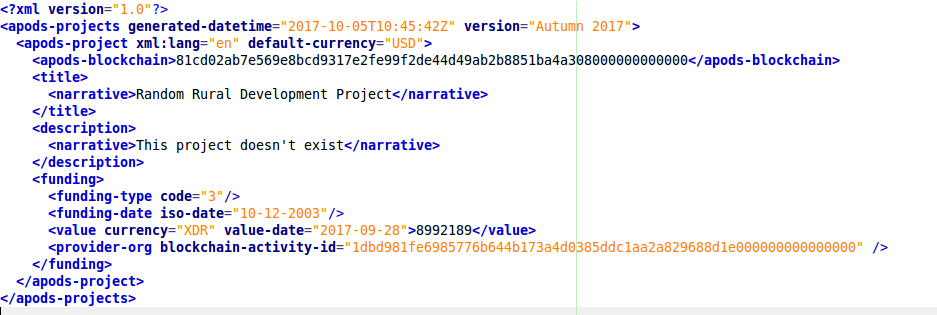 <?xml version="1.0"?>
<apods-projects generated-datetime="2017-10-05T10:45:42Z" version="Autumn 2017">
<apods-project xml:lang="en" default-currency="USD">
<apods-blockchain>81cd02ab7e569e8bcd9317e2fe99f2de44d49ab2b8851ba4a308000000000000</apods-blockchain>
<title>
<narrative>Random Rural Development Project</narrative>
</title>
<description>
<narrative>This project doesn't exist</narrative>
</description>
<funding>
<funding-type code="3"/>
<funding-date iso-date="10-12-2003"/>
<value currency="XDR" value-date="2017-09-28">8992189</value>
<provider-org blockchain-activity-id="1dbd981fe6985776b644b173a4d0385ddc1aa2a829688d1e000000000000000" />
</funding>
</apods-project>
</apods-projects>